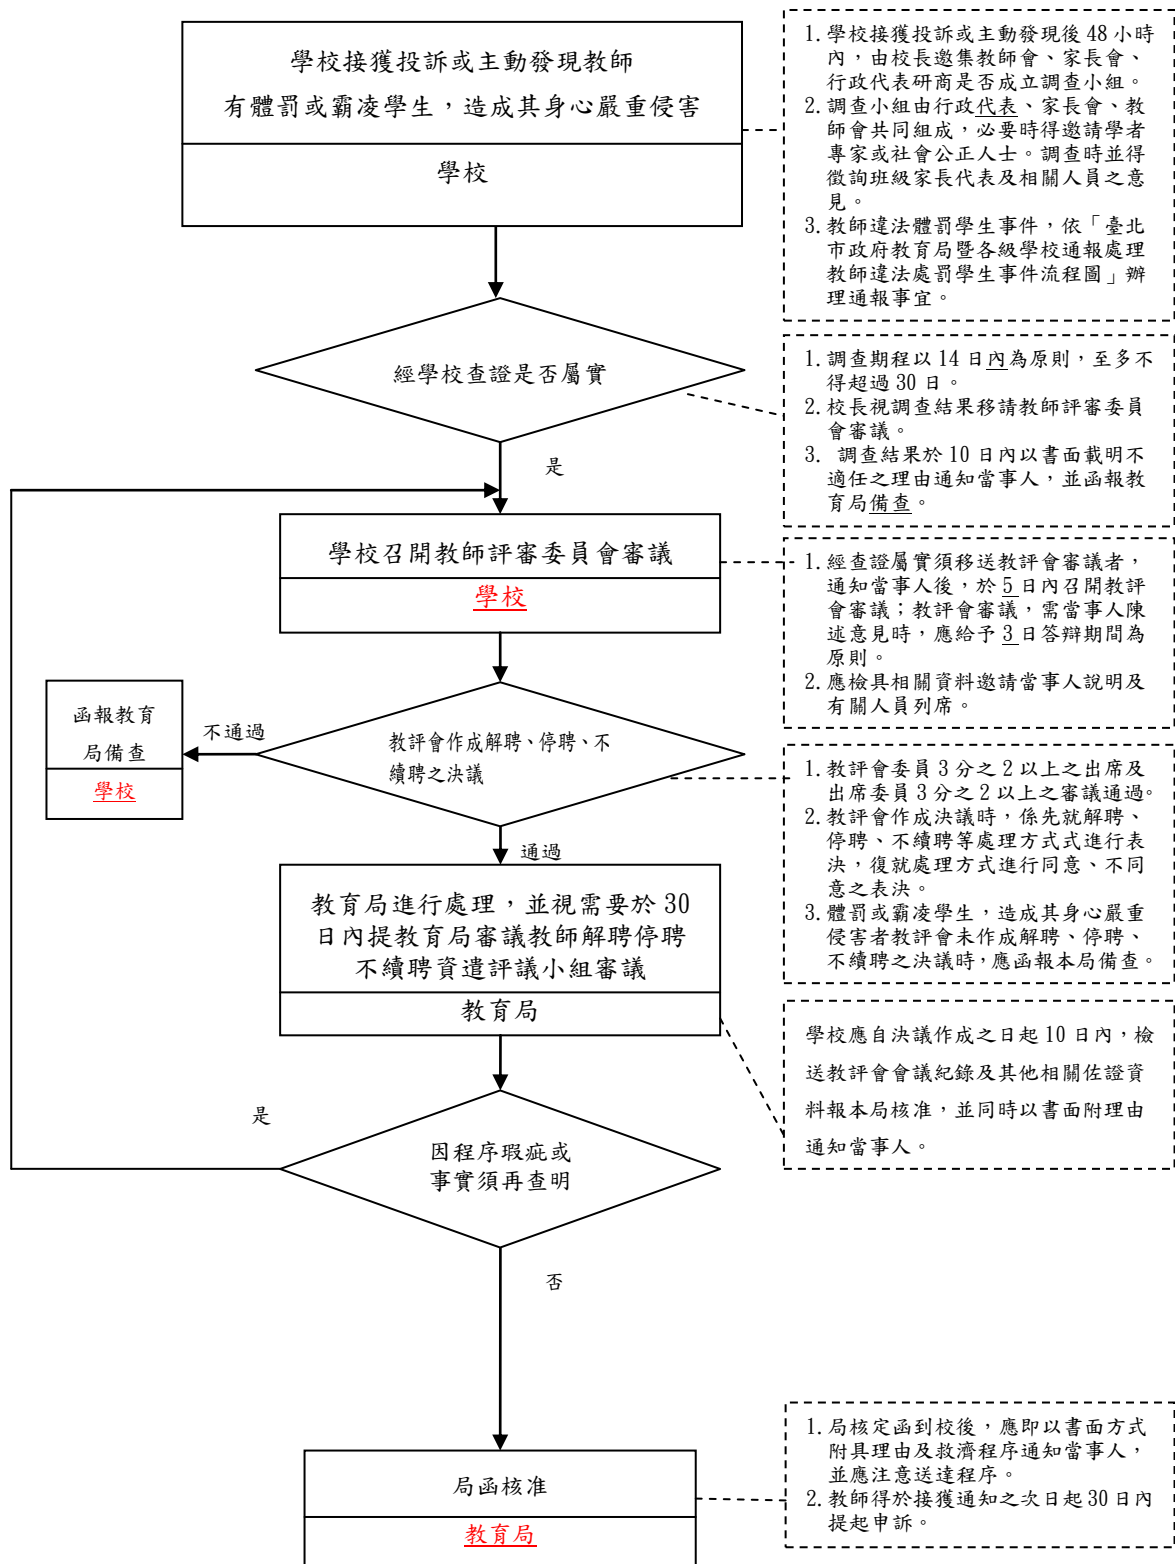 學校接獲投訴或主動發現教師
有體罰或霸凌學生，造成其身心嚴重侵害
學校
1. 學校接獲投訴或主動發現後 48 小時
內，由校長邀集教師會、家長會、
行政代表研商是否成立調查小組。
2. 調查小組由行政代表、家長會、教
師會共同組成，必要時得邀請學者
專家或社會公正人士。調查時並得
徵詢班級家長代表及相關人員之意
見。
3. 教師違法體罰學生事件，依「臺北
市政府教育局暨各級學校通報處理
教師違法處罰學生事件流程圖」辦
理通報事宜。
經學校查證是否屬實
1. 調查期程以 14 日內為原則，至多不
得超過 30 日。
2. 校長視調查結果移請教師評審委員
會審議。
3. 調查結果於 10 日內以書面載明不
適任之理由通知當事人，並函報教
育局備查。
是
學校召開教師評審委員會審議
學校
1. 經查證屬實須移送教評會審議者，
通知當事人後，於 5 日內召開教評
會審議；教評會審議，需當事人陳
述意見時，應給予 3 日答辯期間為
原則。
2. 應檢具相關資料邀請當事人說明及
有關人員列席。
函報教育
局備查
學校
不通過
教評會作成解聘、停聘、不
續聘之決議
1. 教評會委員 3 分之 2 以上之出席及
出席委員 3 分之 2 以上之審議通過。
2. 教評會作成決議時，係先就解聘、
停聘、不續聘等處理方式式進行表
決，復就處理方式進行同意、不同
意之表決。
3. 體罰或霸凌學生，造成其身心嚴重
侵害者教評會未作成解聘、停聘、
不續聘之決議時，應函報本局備查。
通過
教育局進行處理，並視需要於 30
日內提教育局審議教師解聘停聘
不續聘資遣評議小組審議
教育局
學校應自決議作成之日起 10 日內，檢
送教評會會議紀錄及其他相關佐證資
料報本局核准，並同時以書面附理由
通知當事人。
是
因程序瑕疵或
事實須再查明
否
局函核准
教育局
1. 局核定函到校後，應即以書面方式
附具理由及救濟程序通知當事人，
並應注意送達程序。
2. 教師得於接獲通知之次日起 30 日內
提起申訴。